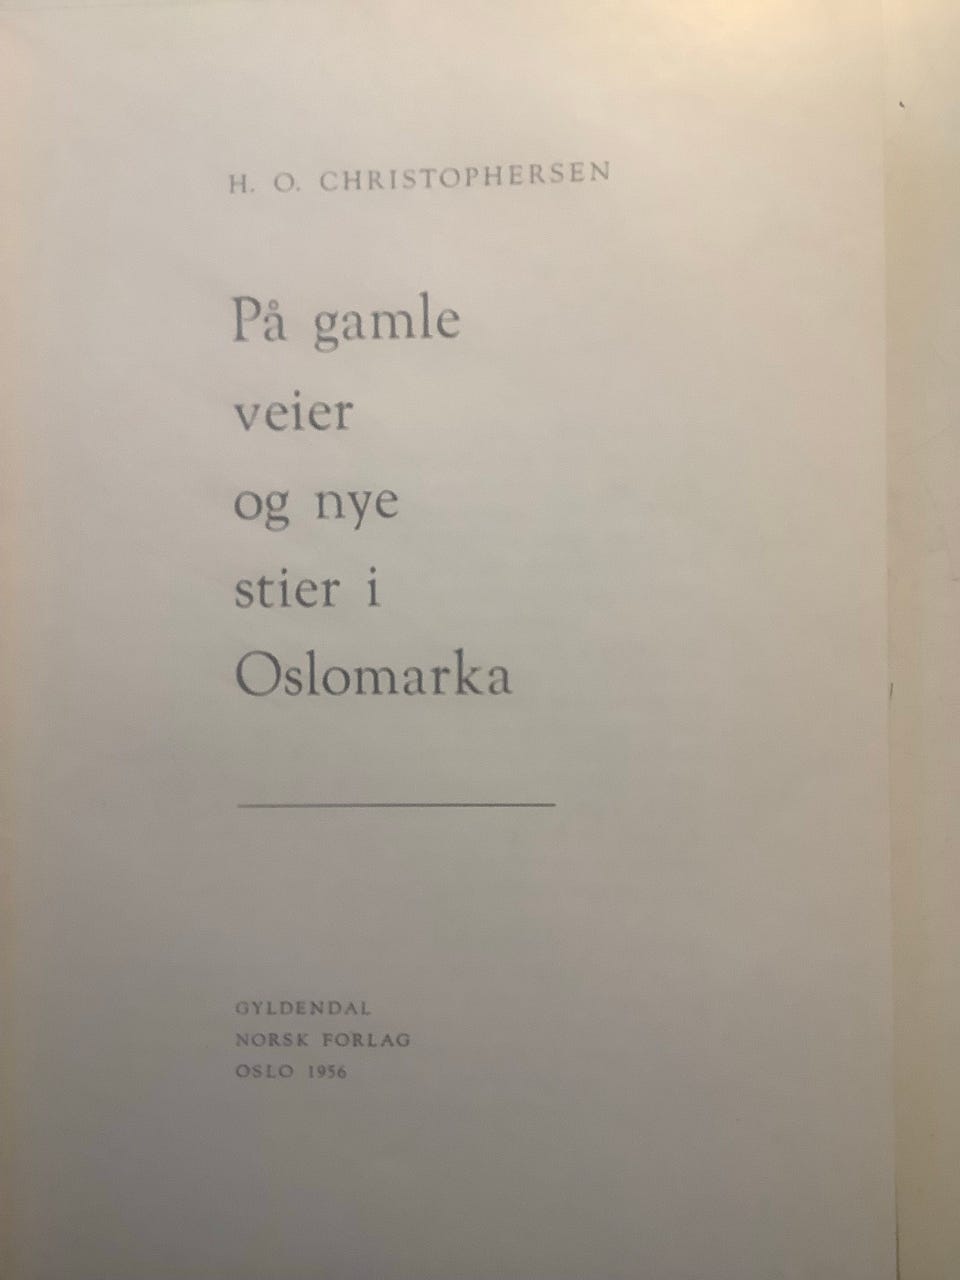 H. O. CHRISTOPHERSEN
På gamle
veier
og nye
stier i
Oslomarka
GYLDENDAL
NORSK FORLAG
OSLO 1956